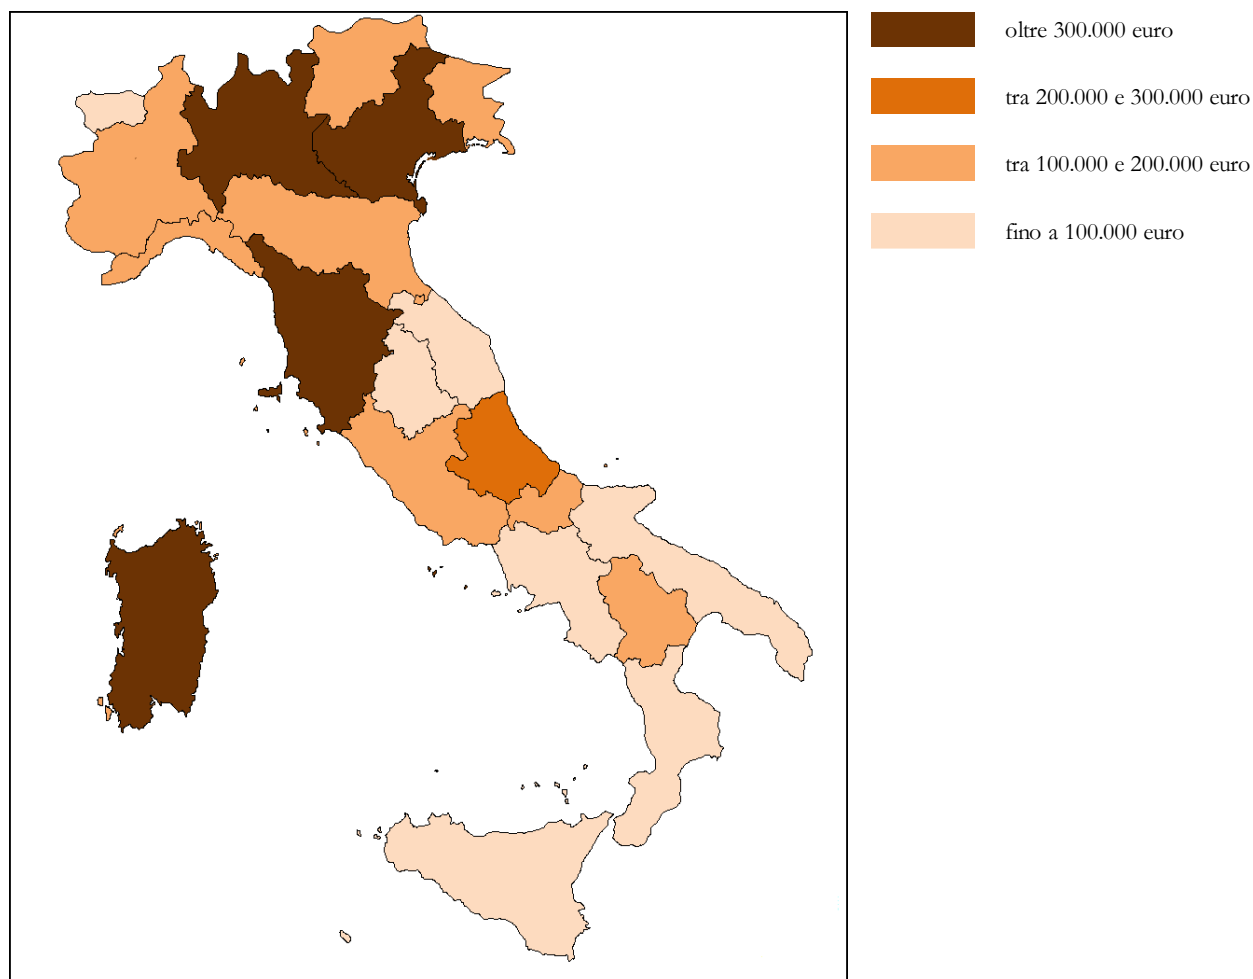 oltre 300.000 euro
tra 200.000 e 300.000 euro
tra 100.000 e 200.000 euro
fino a 100.000 euro